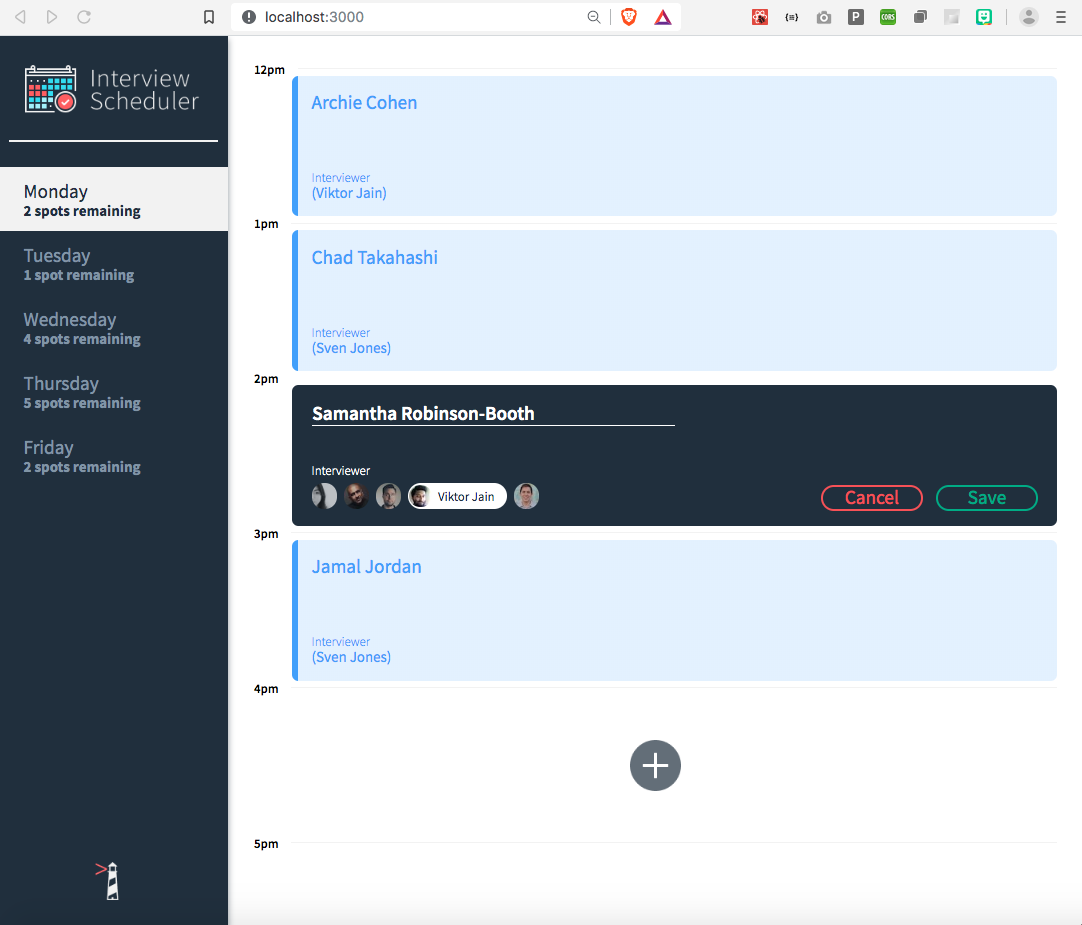 localhost:3000
P
CORS
Interview
Scheduler
Monday
2 spots remaining
Tuesday
1 spot remaining
Wednesday
4 spots remaining
Thursday
5 spots remaining
Friday
2 spots remaining
12pm
Archie Cohen
Interviewer
(Viktor Jain)
1pm
Chad Takahashi
Interviewer
(Sven Jones)
2pm
Samantha Robinson-Booth
Interviewer
Viktor Jain
Cancel
Save
3pm
Jamal Jordan
Interviewer
(Sven Jones)
4pm
5pm